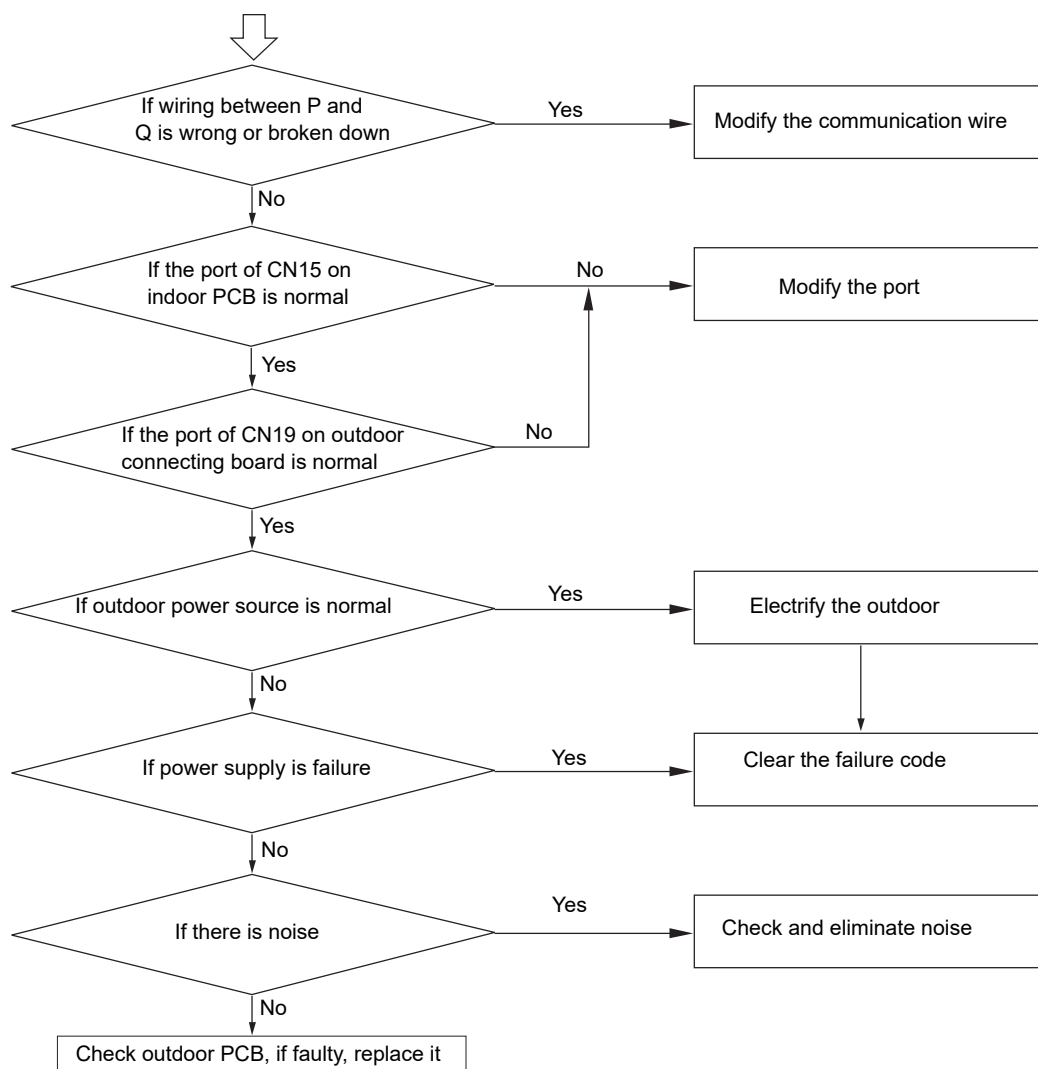 If wiring between P and
Q is wrong or broken down
Yes
Modify the communication wire
No
If the port of CN15 on
indoor PCB is normal
No
Modify the port
Yes
If the port of CN19 on outdoor
connecting board is normal
No
Yes
If outdoor power source is normal
Yes
Electrify the outdoor
No
If power supply is failure
Yes
Clear the failure code
No
If there is noise
Yes
Check and eliminate noise
No
Check outdoor PCB, if faulty, replace it